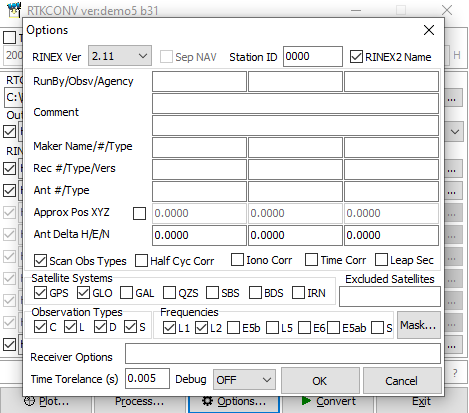 RTKCONV ver:demo5 b31
Options
RINEX Ver 2.11 Sep NAV Station ID 0000 RINEX2 Name
RunBy/Obsv/Agency
Comment
Maker Name/#/Type
Rec #/Type/Vers
Ant #/Type
Approx Pos XYZ 0.0000 0.0000 0.0000
Ant Delta H/E/N 0.0000 0.0000 0.0000
Scan Obs Types Half Cyc Corr Iono Corr Time Corr Leap Sec
Satellite Systems Excluded Satellites
GPS GLO GAL QZS SBS BDS IRN
Observation Types Frequencies
C L D S L1 L2 E5b L5 E6 E5ab S Mask...
Receiver Options
Time Torelance (s) 0.005 Debug OFF OK Cancel
?
Plot... Process... Options... Convert Exit